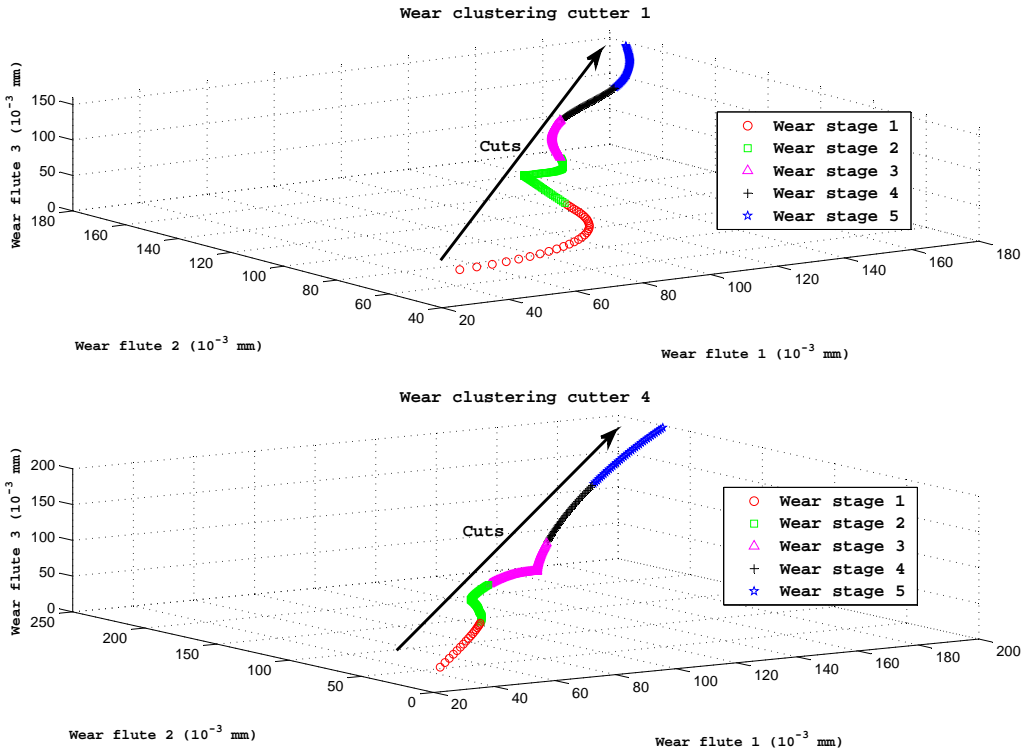 Wear clustering cutter 1
Wear flute 3 (10⁻³ mm)
150
100
50
0
180
160
140
120
100
80
60
40
20
40
60
80
100
120
140
160
180
Cuts
Wear stage 1
Wear stage 2
Wear stage 3
Wear stage 4
Wear stage 5
Wear flute 2 (10⁻³ mm)
Wear flute 1 (10⁻³ mm)
Wear clustering cutter 4
Wear flute 3 (10⁻³ mm)
200
150
100
50
0
250
200
150
100
50
0
20
40
60
80
100
120
140
160
180
200
Cuts
Wear stage 1
Wear stage 2
Wear stage 3
Wear stage 4
Wear stage 5
Wear flute 2 (10⁻³ mm)
Wear flute 1 (10⁻³ mm)